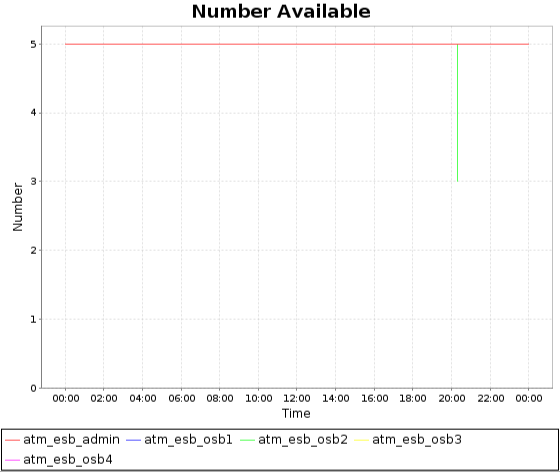 Number Available
5
4
3
2
1
0
Number
00:00 02:00 04:00 06:00 08:00 10:00 12:00 14:00 16:00 18:00 20:00 22:00 00:00
Time
atm_esb_admin atm_esb_osb1 atm_esb_osb2 atm_esb_osb3
atm_esb_osb4